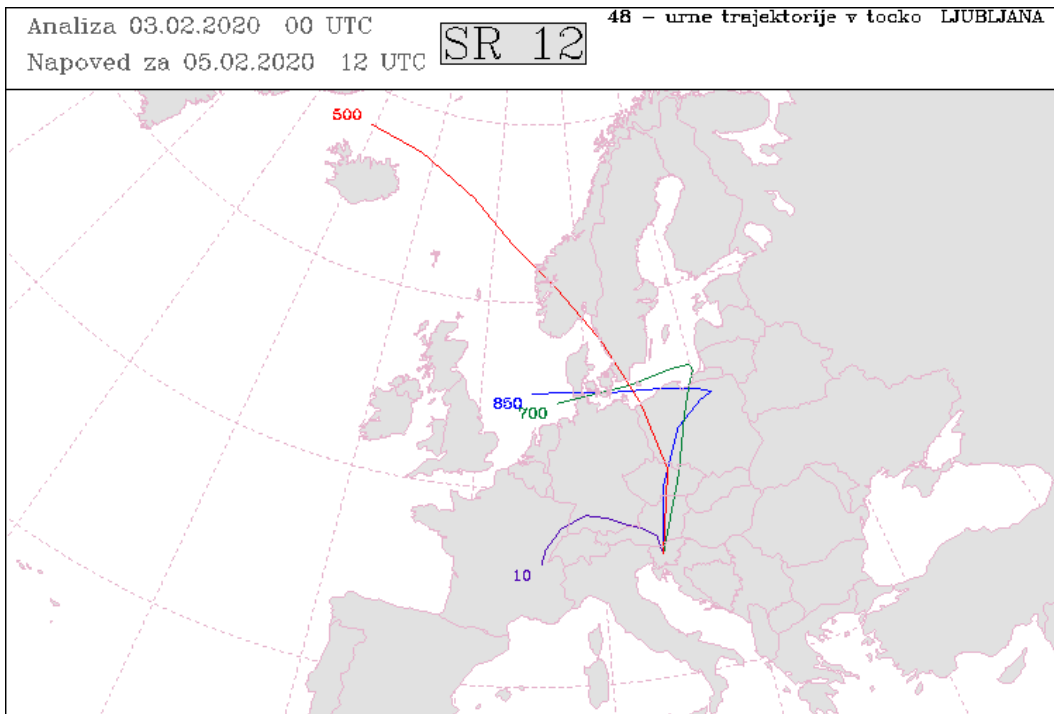 Analiza 03.02.2020 00 UTC
Napoved za 05.02.2020 12 UTC
SR 12
48 - urne trajektorije v tocko LJUBLJANA
500
850
700
10